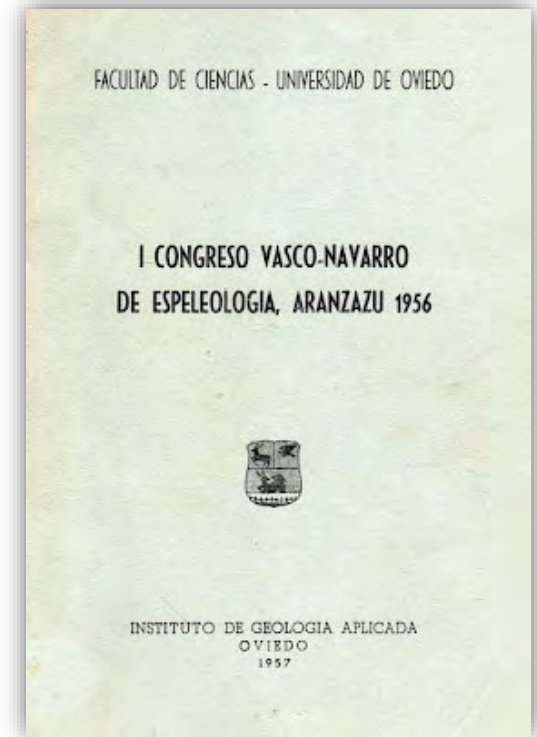 FACULTAD DE CIENCIAS - UNIVERSIDAD DE OVIEDO
I CONGRESO VASCO-NAVARRO
DE ESPELEOLOGIA, ARANZAZU 1956
INSTITUTO DE GEOLOGIA APLICADA
OVIEDO
1957